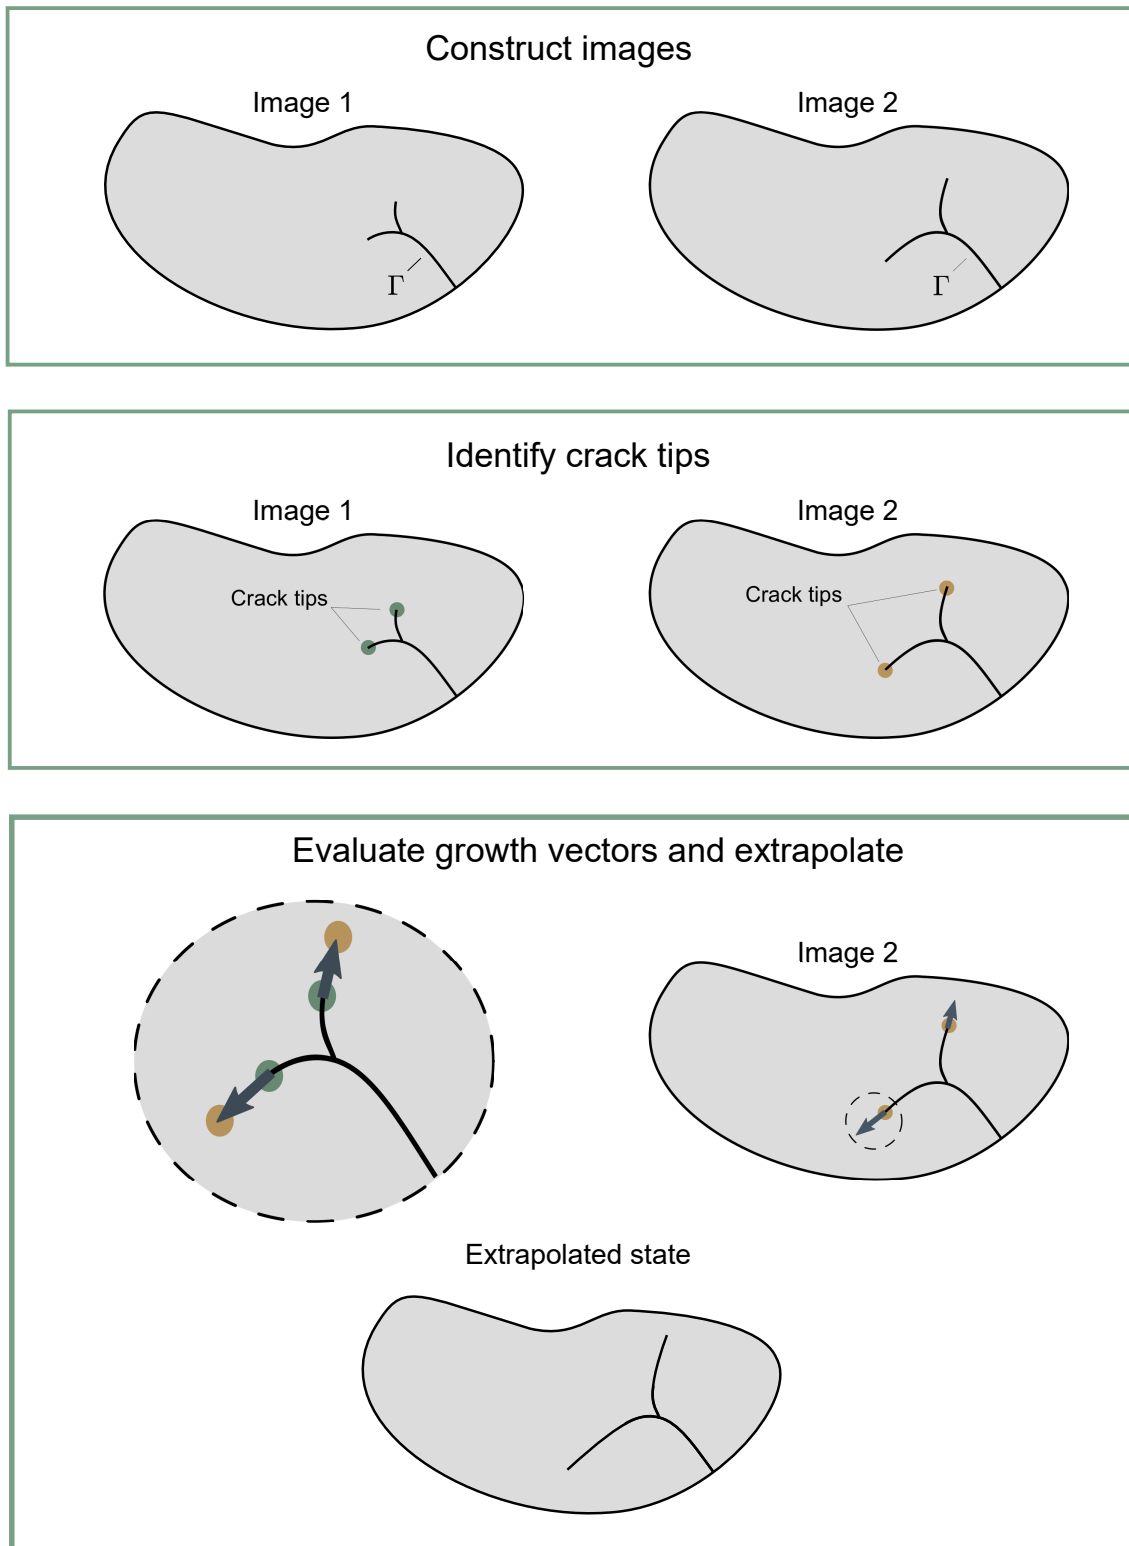 Construct images
Image 1
Image 2
Γ
Γ
Identify crack tips
Image 1
Image 2
Crack tips
Crack tips
Evaluate growth vectors and extrapolate
Image 2
Extrapolated state